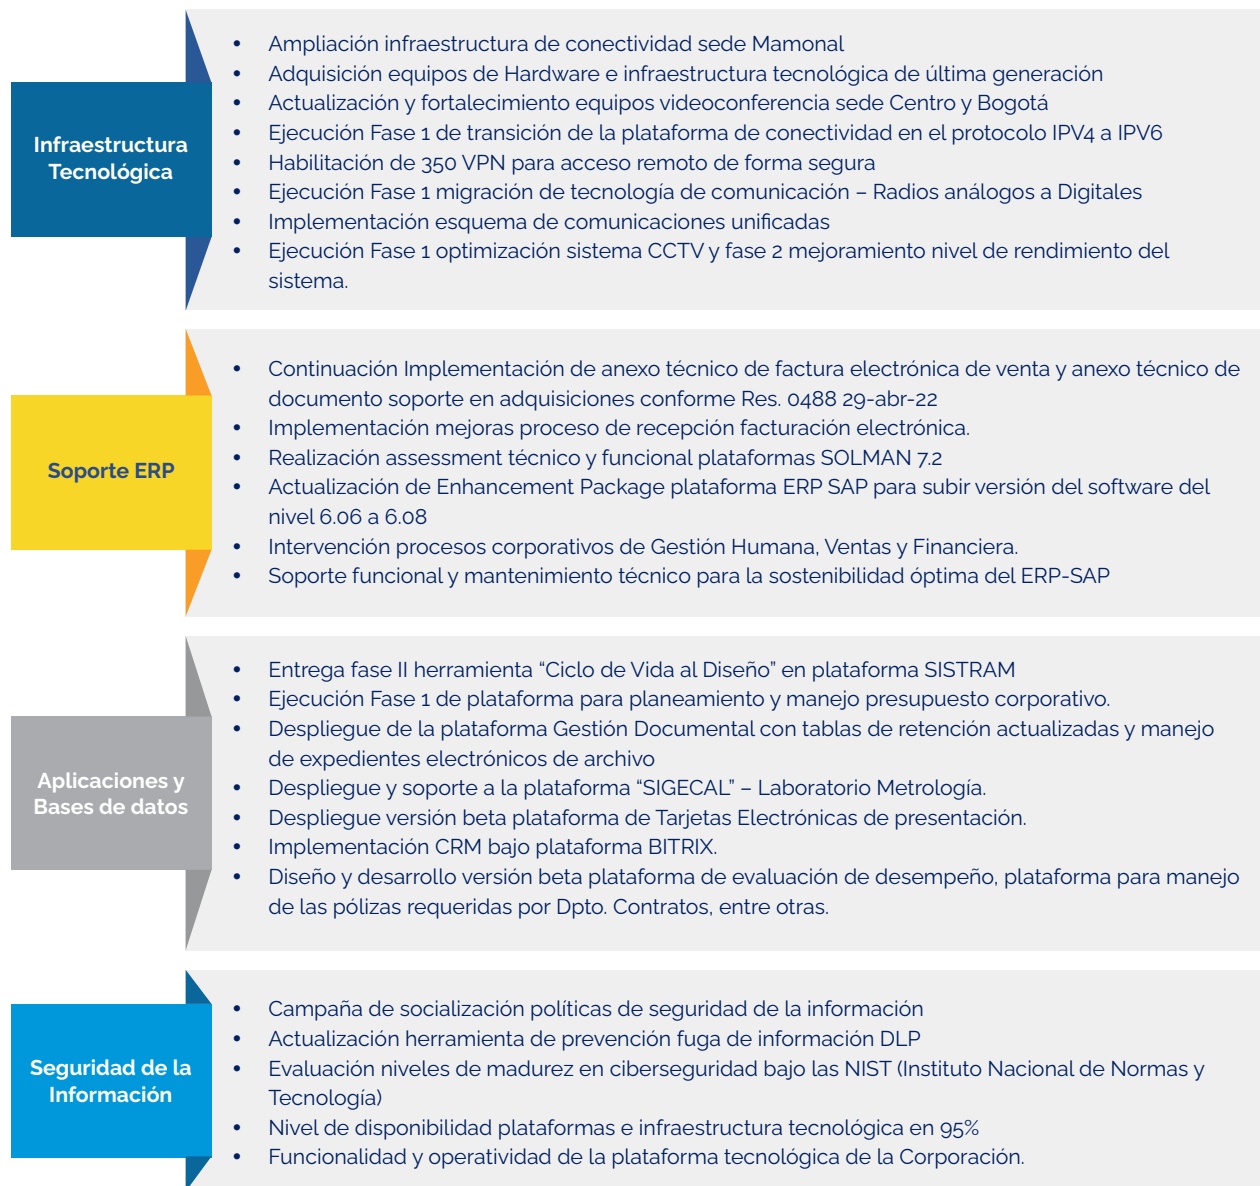 Infraestructura
Tecnológica
• Ampliación infraestructura de conectividad sede Mamonal
• Adquisición equipos de Hardware e infraestructura tecnológica de última generación
• Actualización y fortalecimiento equipos videoconferencia sede Centro y Bogotá
• Ejecución Fase 1 de transición de la plataforma de conectividad en el protocolo IPV4 a IPV6
• Habilitación de 350 VPN para acceso remoto de forma segura
• Ejecución Fase 1 migración de tecnología de comunicación – Radios análogos a Digitales
• Implementación esquema de comunicaciones unificadas
• Ejecución Fase 1 optimización sistema CCTV y fase 2 mejoramiento nivel de rendimiento del
sistema.
Soporte ERP
• Continuación Implementación de anexo técnico de factura electrónica de venta y anexo técnico de
documento soporte en adquisiciones conforme Res. 0488 29-abr-22
• Implementación mejoras proceso de recepción facturación electrónica.
• Realización assessment técnico y funcional plataformas SOLMAN 7.2
• Actualización de Enhancement Package plataforma ERP SAP para subir versión del software del
nivel 6.06 a 6.08
• Intervención procesos corporativos de Gestión Humana, Ventas y Financiera.
• Soporte funcional y mantenimiento técnico para la sostenibilidad óptima del ERP-SAP
Aplicaciones y
Bases de datos
• Entrega fase II herramienta “Ciclo de Vida al Diseño” en plataforma SISTRAM
• Ejecución Fase 1 de plataforma para planeamiento y manejo presupuesto corporativo.
• Despliegue de la plataforma Gestión Documental con tablas de retención actualizadas y manejo
de expedientes electrónicos de archivo
• Despliegue y soporte a la plataforma “SIGECAL” – Laboratorio Metrología.
• Despliegue versión beta plataforma de Tarjetas Electrónicas de presentación.
• Implementación CRM bajo plataforma BITRIX.
• Diseño y desarrollo versión beta plataforma de evaluación de desempeño, plataforma para manejo
de las pólizas requeridas por Dpto. Contratos, entre otras.
Seguridad de la
Información
• Campaña de socialización políticas de seguridad de la información
• Actualización herramienta de prevención fuga de información DLP
• Evaluación niveles de madurez en ciberseguridad bajo las NIST (Instituto Nacional de Normas y
Tecnología)
• Nivel de disponibilidad plataformas e infraestructura tecnológica en 95%
• Funcionalidad y operatividad de la plataforma tecnológica de la Corporación.